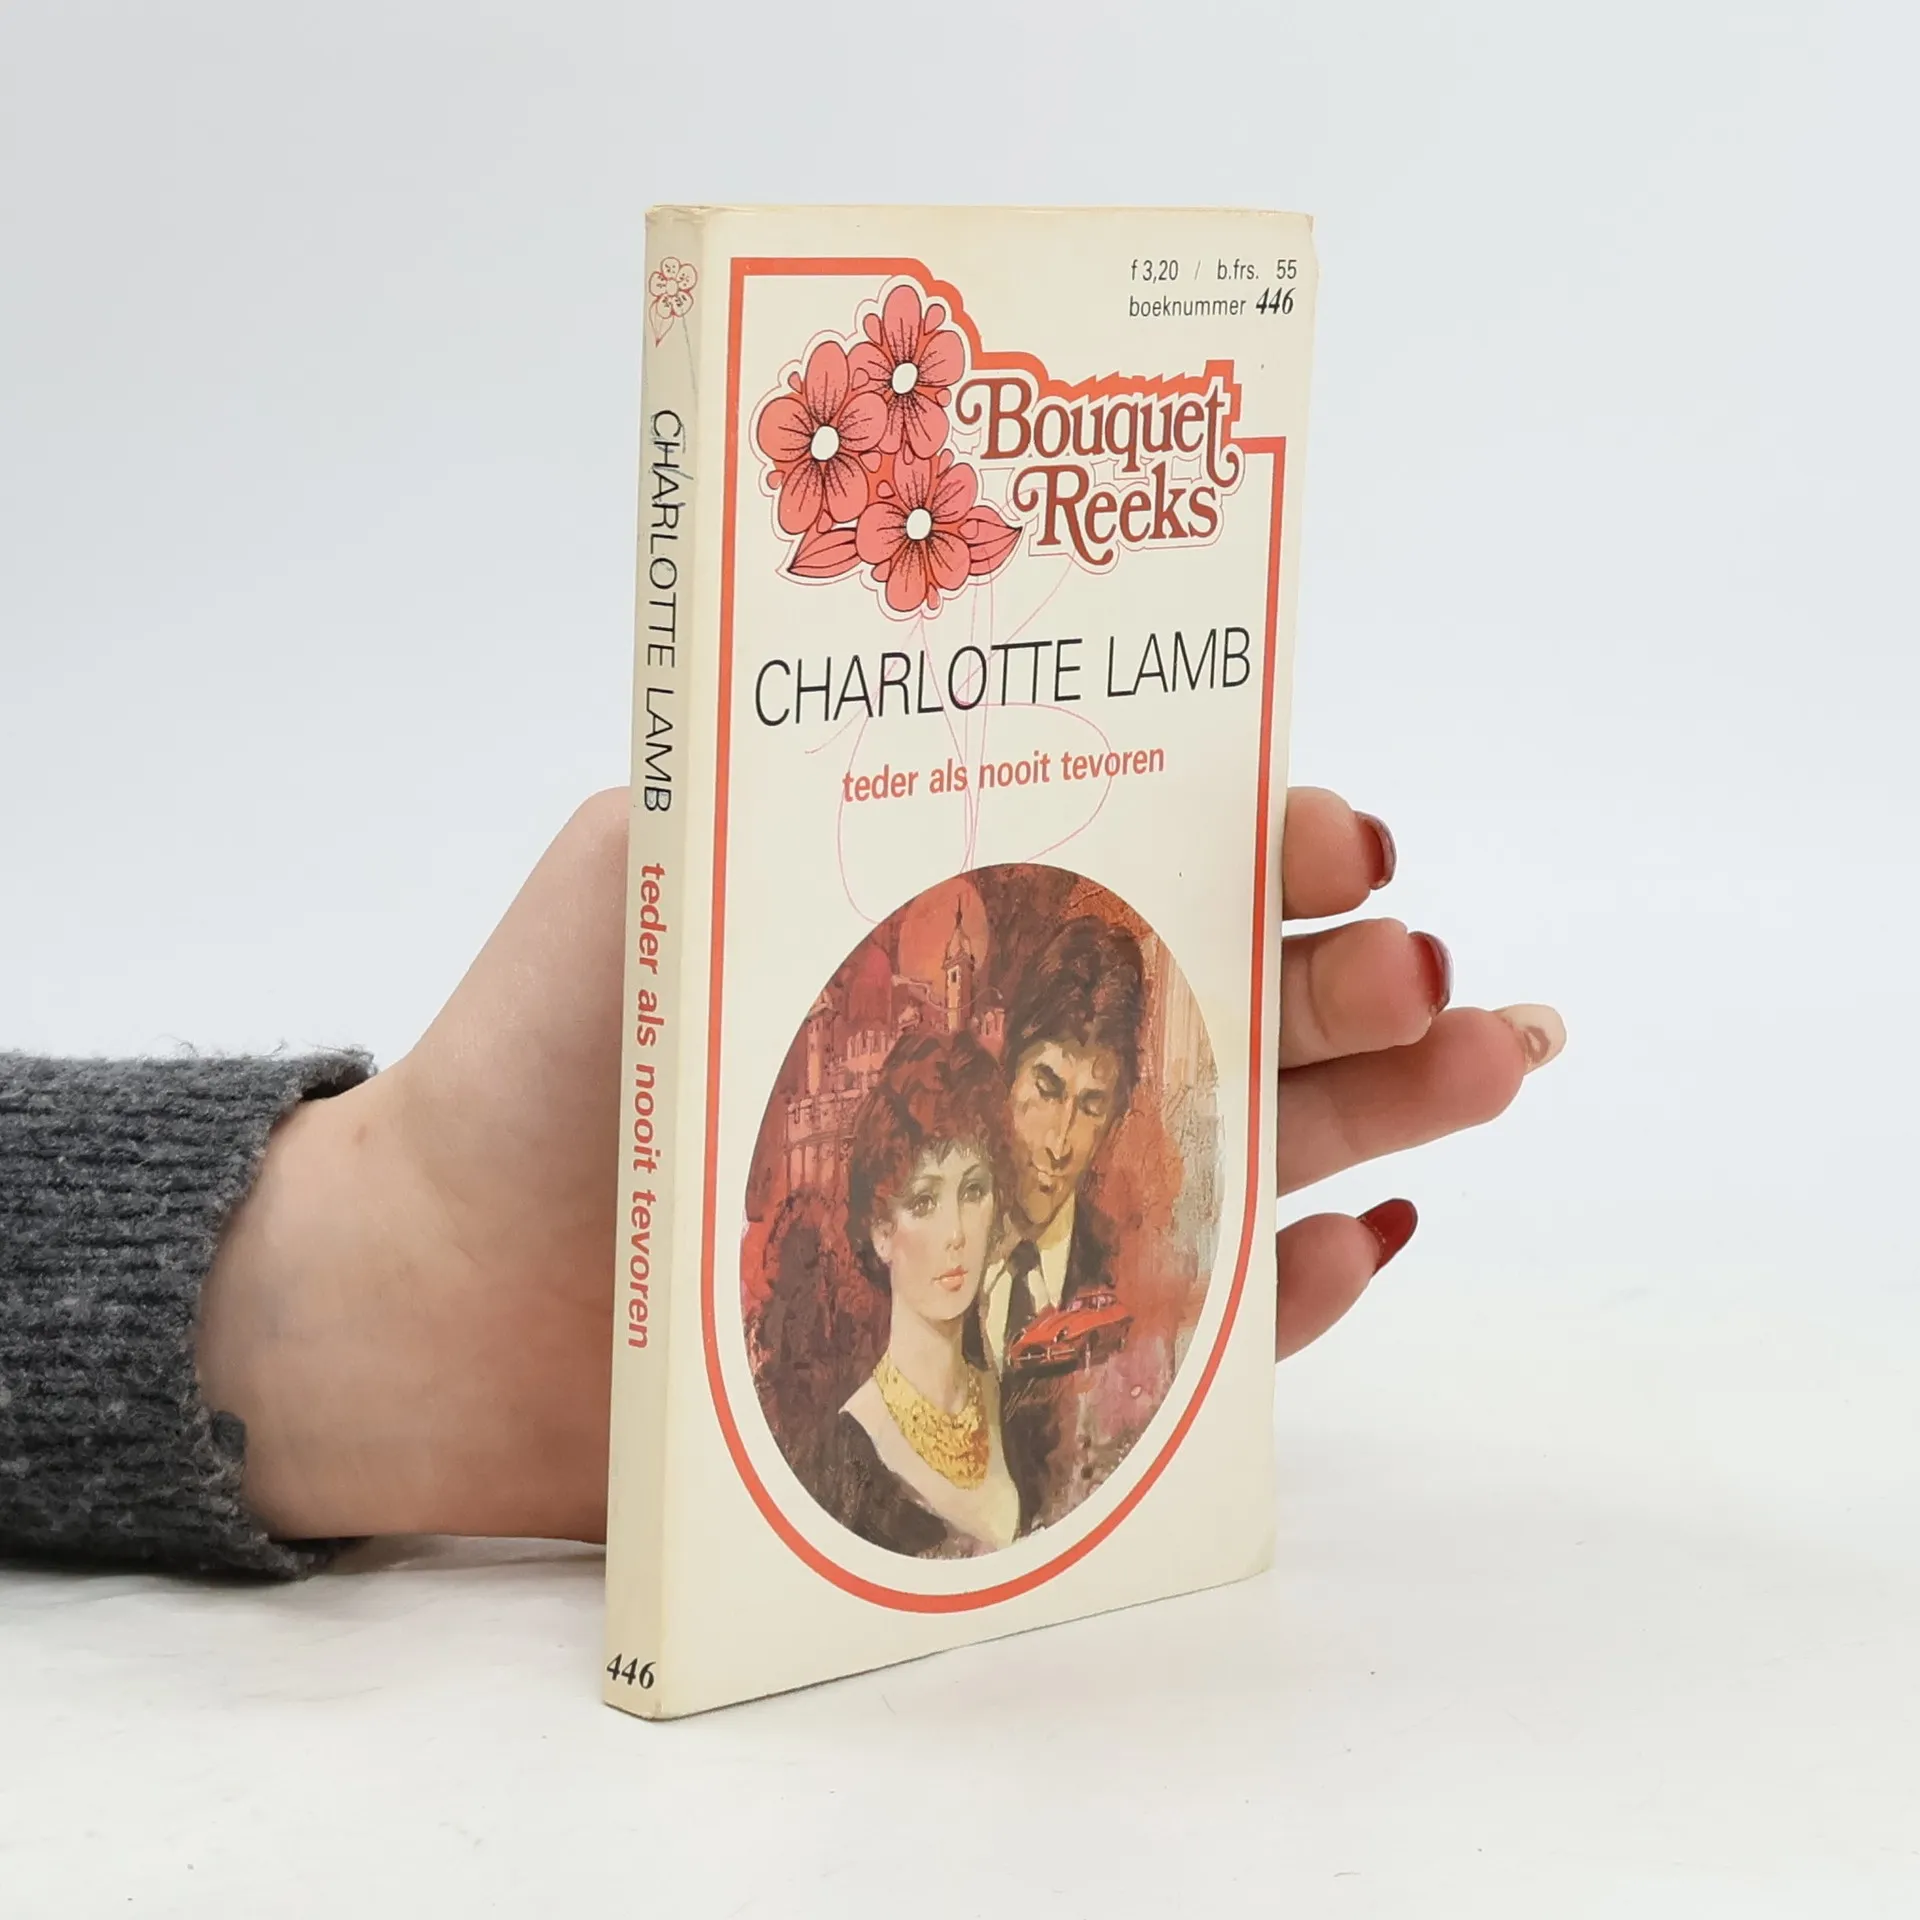 f 3,20 / b.frs. 55
boeknummer 446
Bouquet
Reeks
CHARLOTTE LAMB
teder als nooit tevoren
CHARLOTTE LAMB teder als nooit tevoren 446